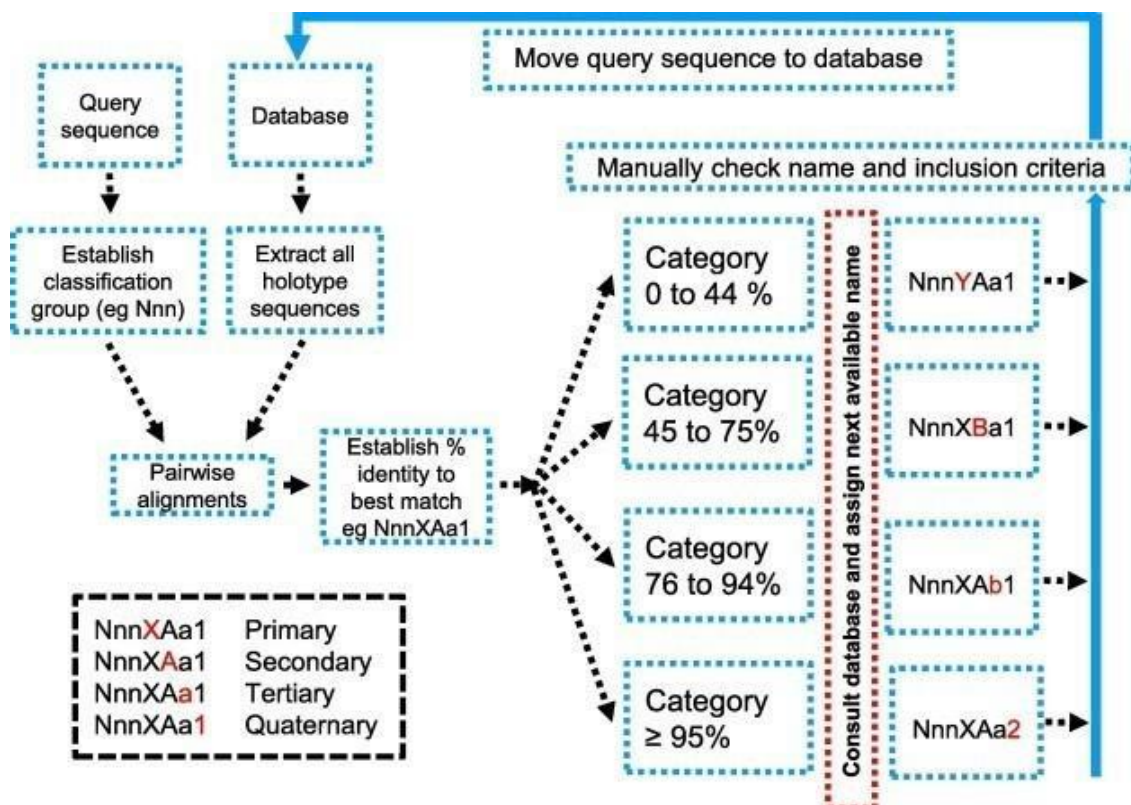 Move query sequence to database
Query
sequence
Database
Manually check name and inclusion criteria
Establish
classification
group (eg Nnn)
Extract all
holotype
sequences
Pairwise
alignments
Establish %
identity to
best match
eg NnnXAa1
Category
0 to 44 %
Category
45 to 75%
Category
76 to 94%
Category
≥ 95%
Consult database and assign next available name
NnnYAa1
NnnXBa1
NnnXAb1
NnnXAa2
NnnXAa1 Primary
NnnXAa1 Secondary
NnnXAa1 Tertiary
NnnXAa1 Quaternary